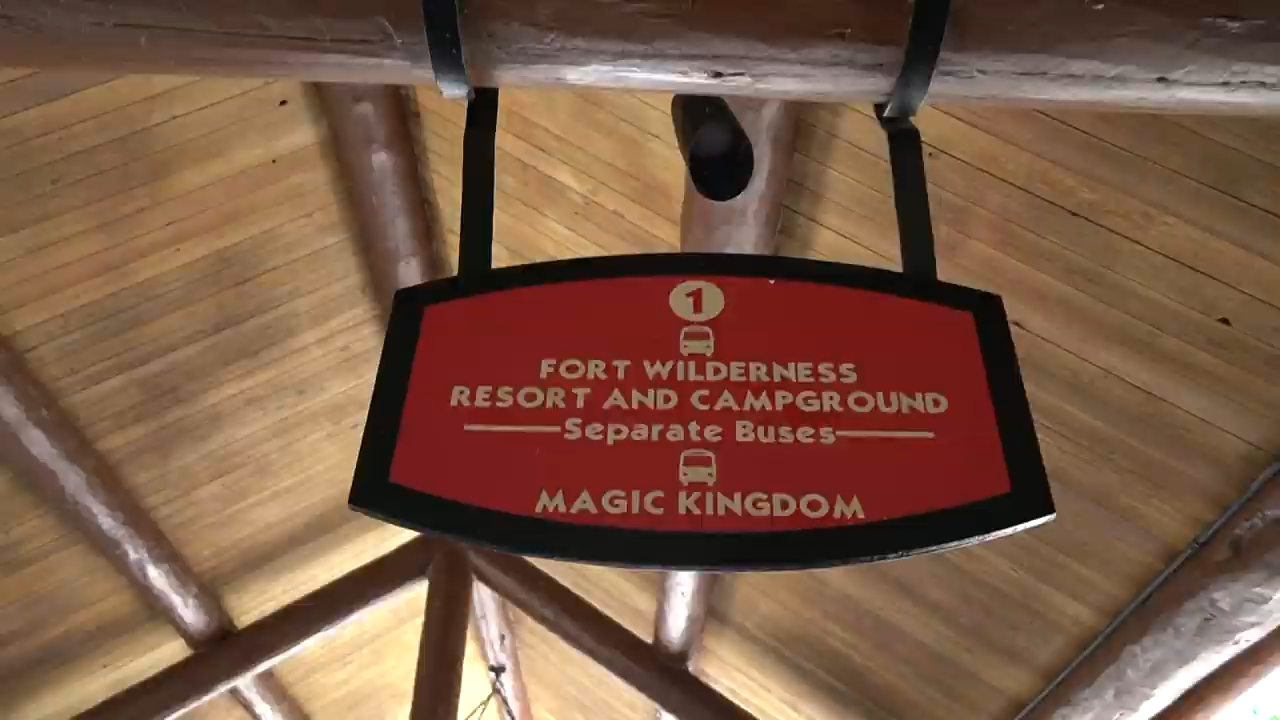 1
FORT WILDERNESS
RESORT AND CAMPGROUND
Separate Buses
MAGIC KINGDOM